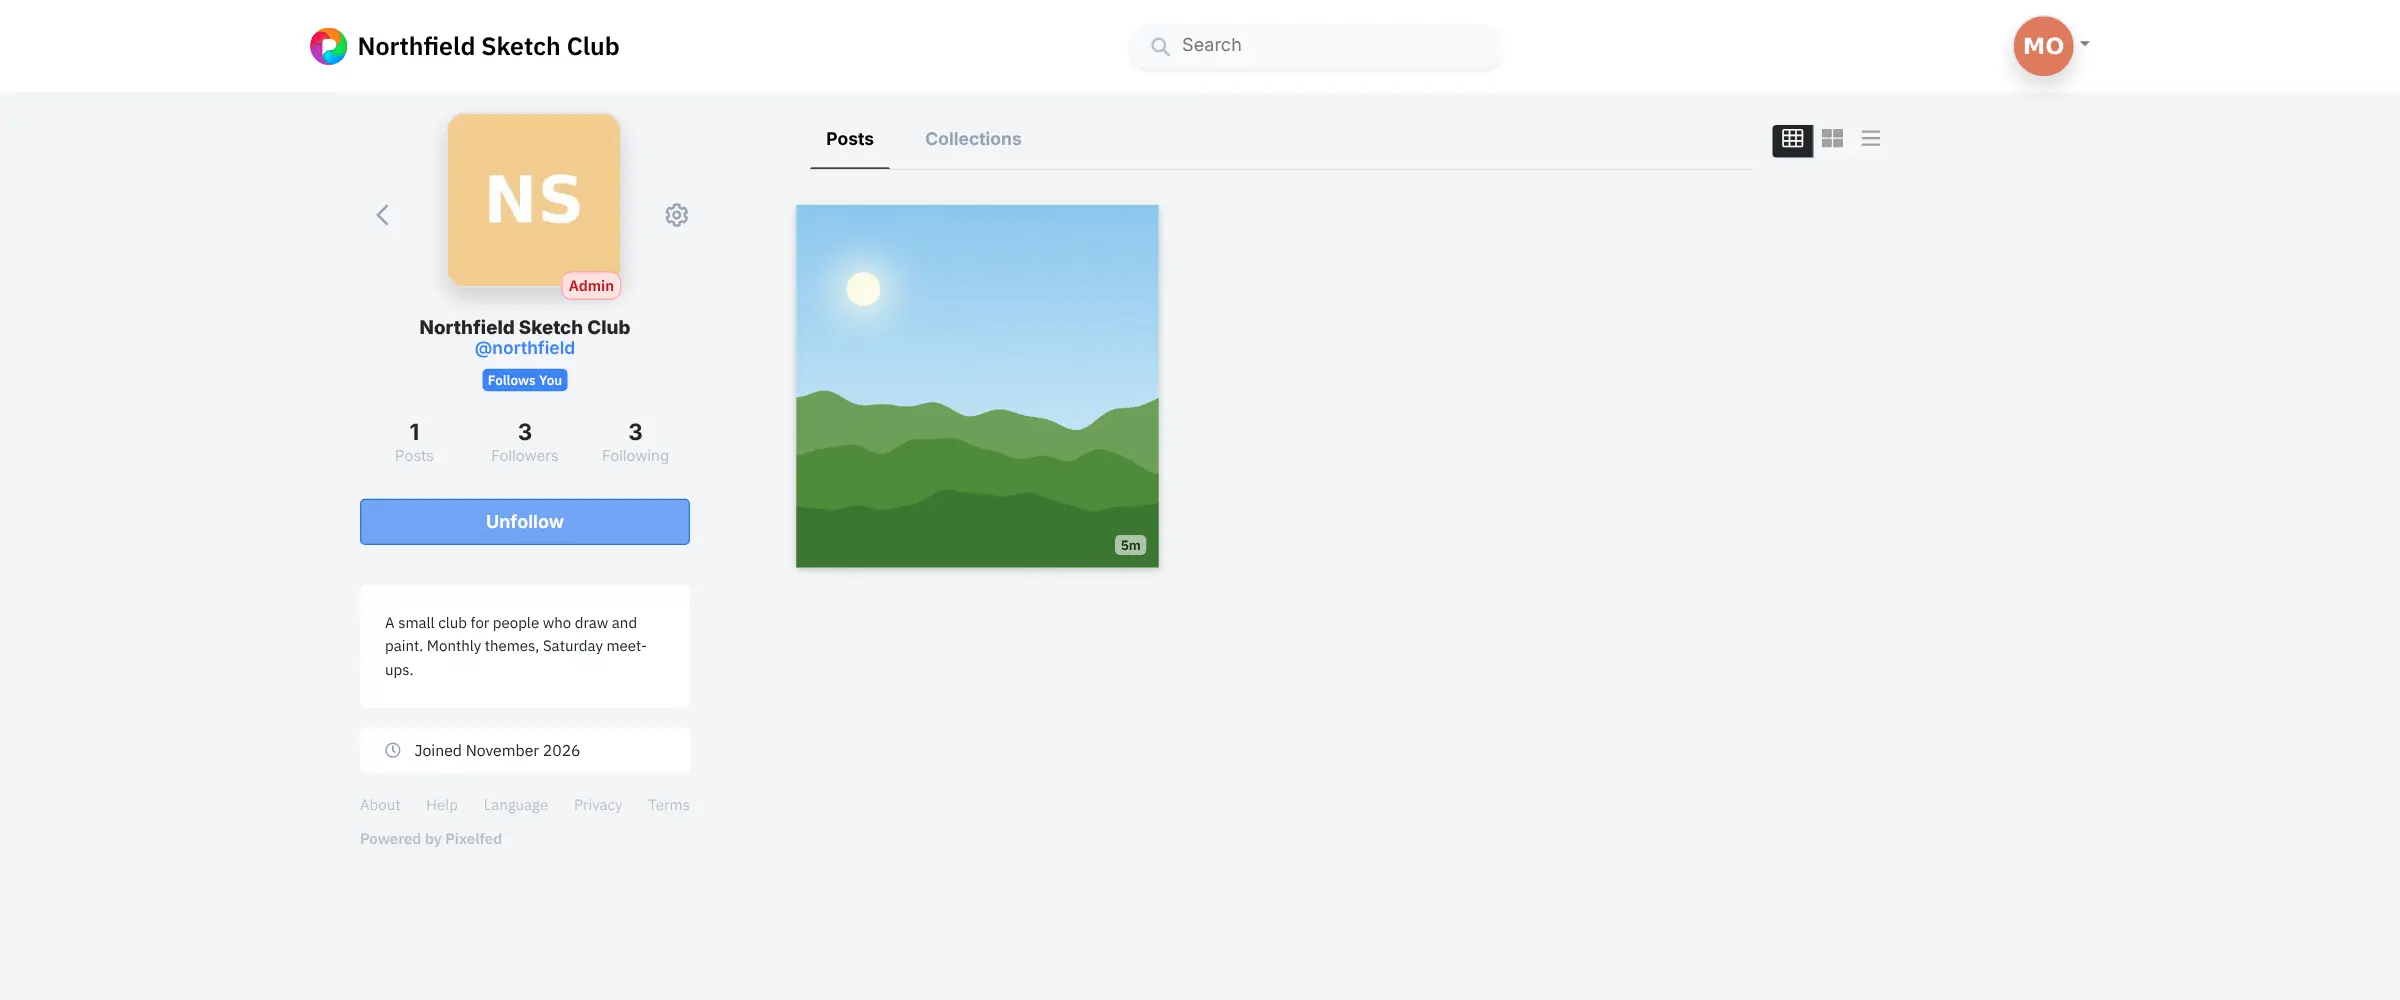 Northfield Sketch Club
Search
MO
NS
Admin
Northfield Sketch Club
@northfield
Follows You
1
Posts
3
Followers
3
Following
Unfollow
A small club for people who draw and
paint. Monthly themes, Saturday meet-
ups.
Joined November 2026
About Help Language Privacy Terms
Powered by Pixelfed
Posts Collections
5m